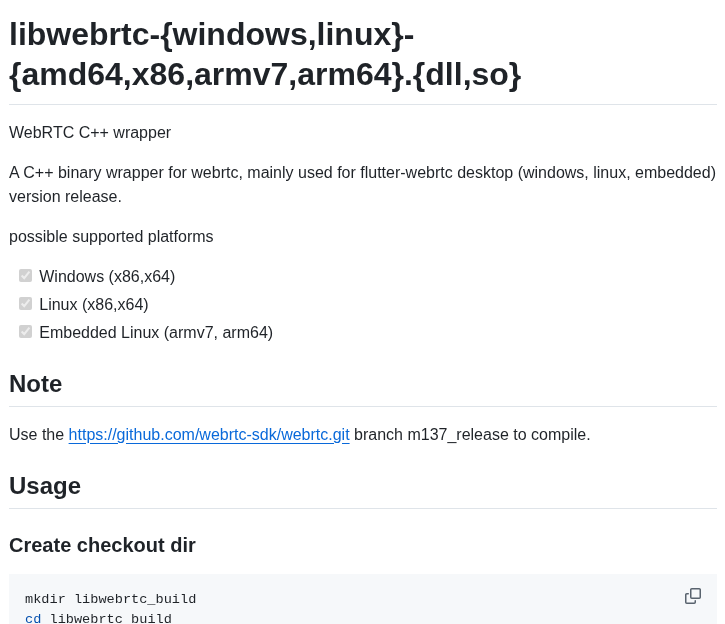 libwebrtc-{windows,linux}-
{amd64,x86,armv7,arm64}.{dll,so}
WebRTC C++ wrapper
A C++ binary wrapper for webrtc, mainly used for flutter-webrtc desktop (windows, linux, embedded)
version release.
possible supported platforms
Windows (x86,x64)
Linux (x86,x64)
Embedded Linux (armv7, arm64)
Note
Use the https://github.com/webrtc-sdk/webrtc.git branch m137_release to compile.
Usage
Create checkout dir
mkdir libwebrtc_build
cd libwebrtc_build